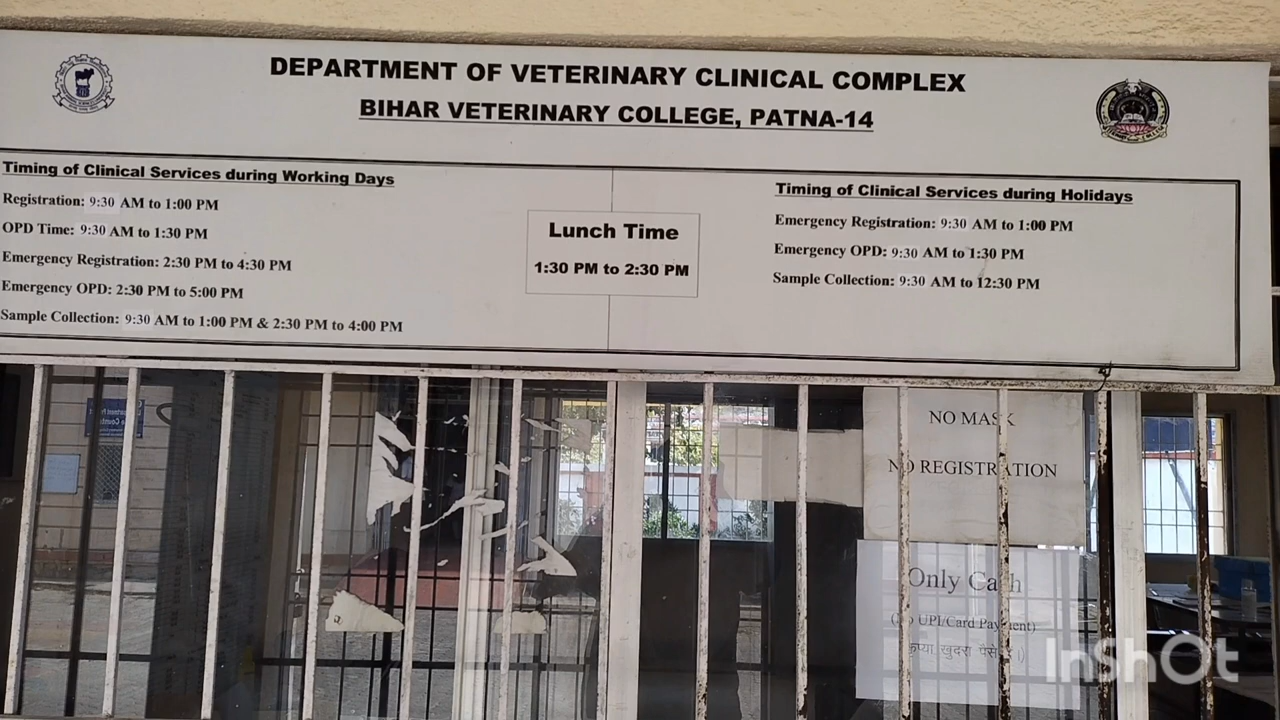 DEPARTMENT OF VETERINARY CLINICAL COMPLEX
BIHAR VETERINARY COLLEGE, PATNA-14
Timing of Clinical Services during Working Days
Registration: 9:30 AM to 1:00 PM
OPD Time: 9:30 AM to 1:30 PM
Emergency Registration: 2:30 PM to 4:30 PM
Emergency OPD: 2:30 PM to 5:00 PM
Sample Collection: 9:30 AM to 1:00 PM & 2:30 PM to 4:00 PM
Lunch Time
1:30 PM to 2:30 PM
Timing of Clinical Services during Holidays
Emergency Registration: 9:30 AM to 1:00 PM
Emergency OPD: 9:30 AM to 1:30 PM
Sample Collection: 9:30 AM to 12:30 PM
NO MASK
NO REGISTRATION
Only Cash
(No UPI/Card Payment)
खुदरा
InShOt